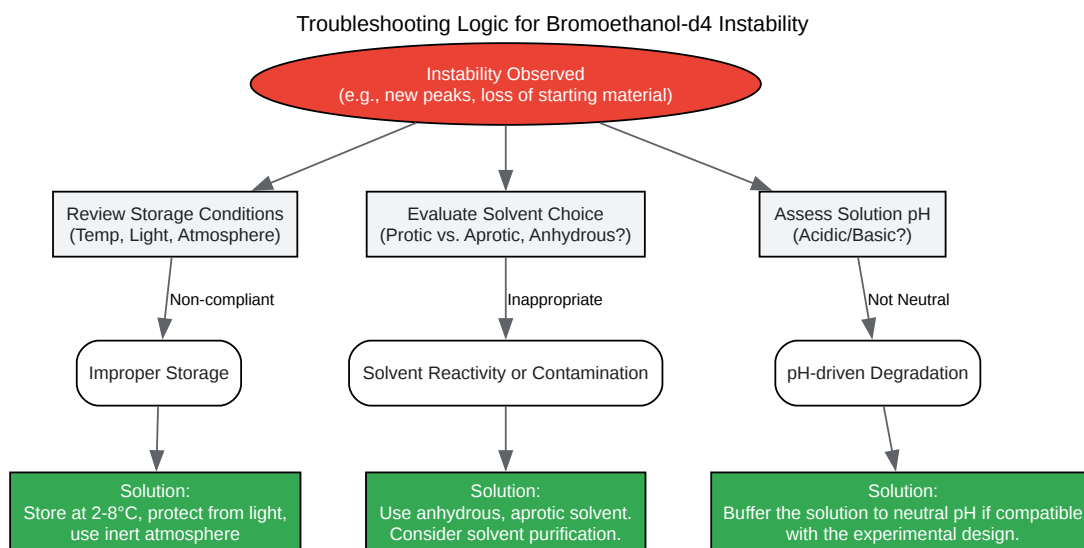 Troubleshooting Logic for Bromoethanol-d4 Instability
Instability Observed
(e.g., new peaks, loss of starting material)
Review Storage Conditions
(Temp, Light, Atmosphere)
Evaluate Solvent Choice
(Protic vs. Aprotic, Anhydrous?)
Assess Solution pH
(Acidic/Basic?)
Non-compliant
Inappropriate
Not Neutral
Improper Storage
Solvent Reactivity or Contamination
pH-driven Degradation
Solution:
Store at 2-8°C, protect from light,
use inert atmosphere
Solution:
Use anhydrous, aprotic solvent.
Consider solvent purification.
Solution:
Buffer the solution to neutral pH if compatible
with the experimental design.